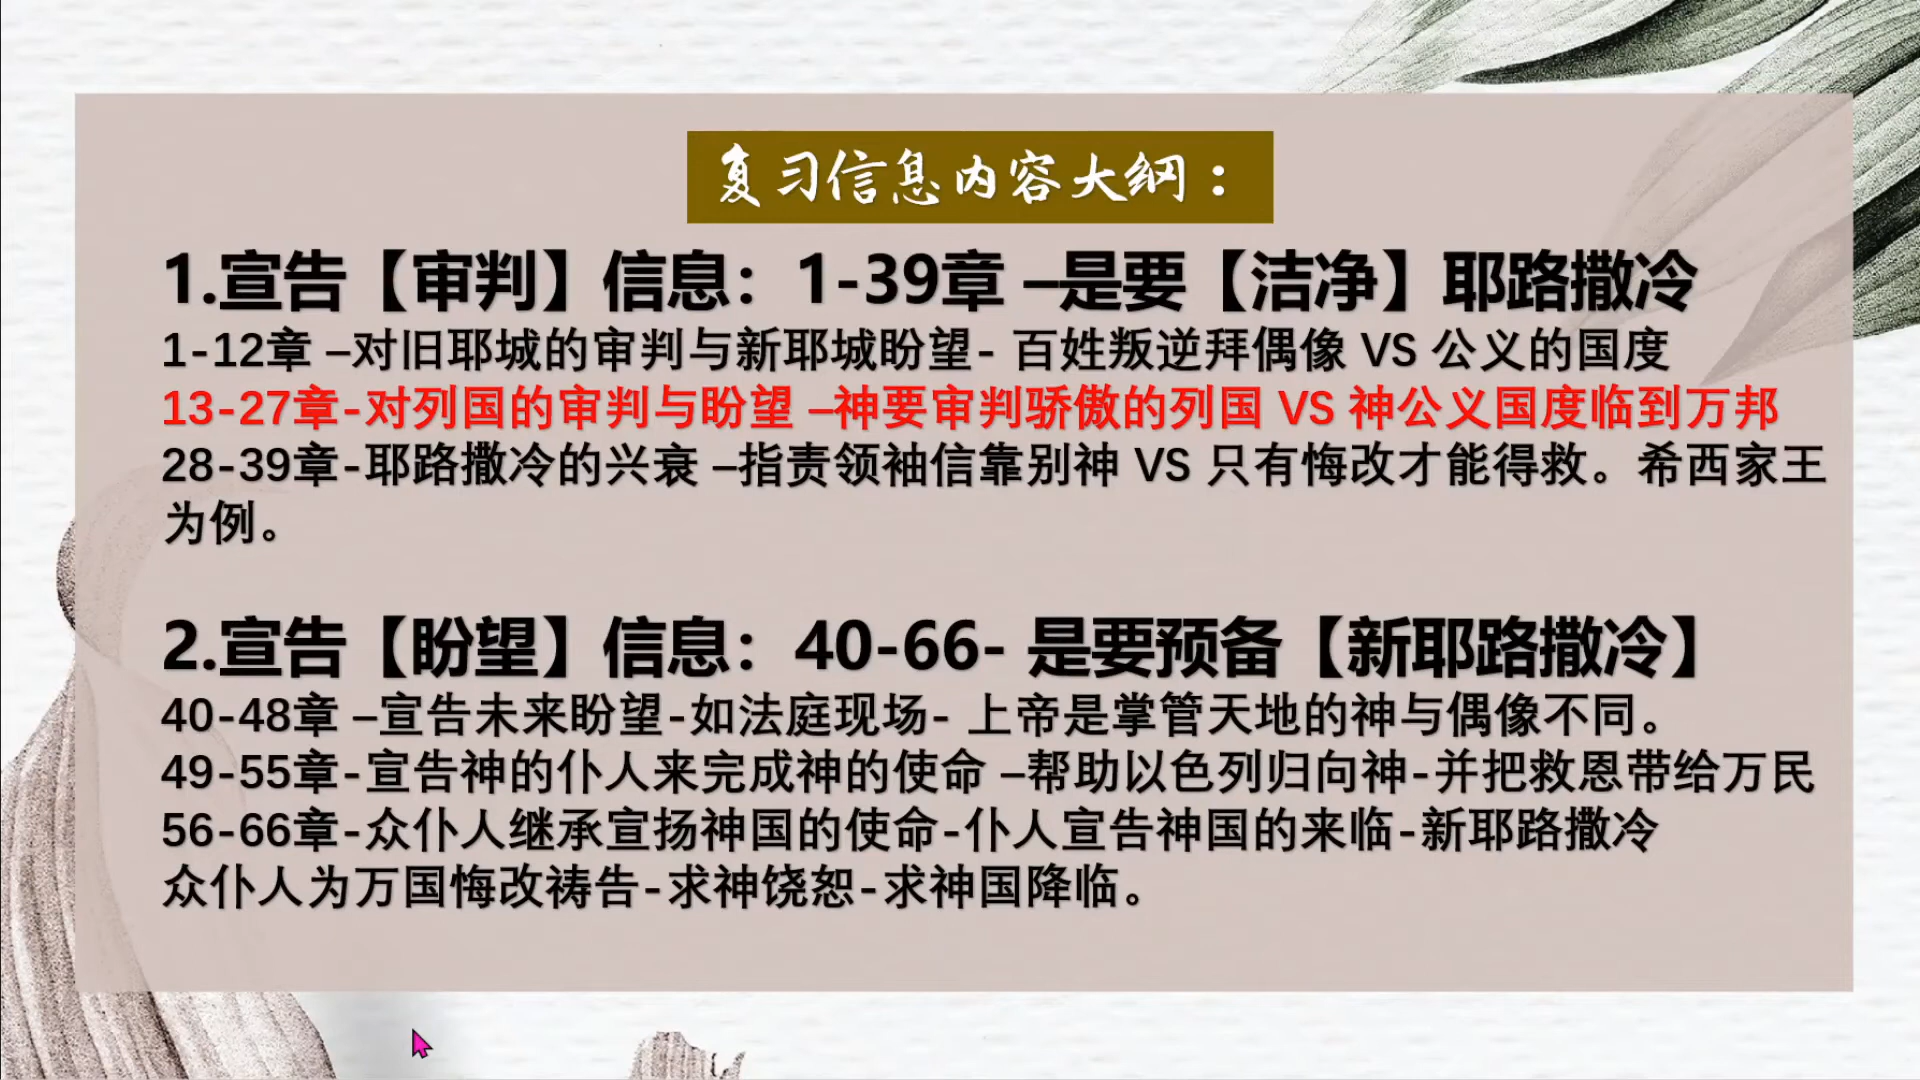 复习信息内容大纲：
1.宣告【审判】信息：1-39章 –是要【洁净】耶路撒冷
1-12章 –对旧耶城的审判与新耶城盼望- 百姓叛逆拜偶像 VS 公义的国度
13-27章-对列国的审判与盼望 –神要审判骄傲的列国 VS 神公义国度临到万邦
28-39章-耶路撒冷的兴衰 –指责领袖信靠别神 VS 只有悔改才能得救。希西家王
为例。
2.宣告【盼望】信息：40-66- 是要预备【新耶路撒冷】
40-48章 –宣告未来盼望-如法庭现场- 上帝是掌管天地的神与偶像不同。
49-55章-宣告神的仆人来完成神的使命 –帮助以色列归向神-并把救恩带给万民
56-66章-众仆人继承宣扬神国的使命-仆人宣告神国的来临-新耶路撒冷
众仆人为万国悔改祷告-求神饶恕-求神国降临。